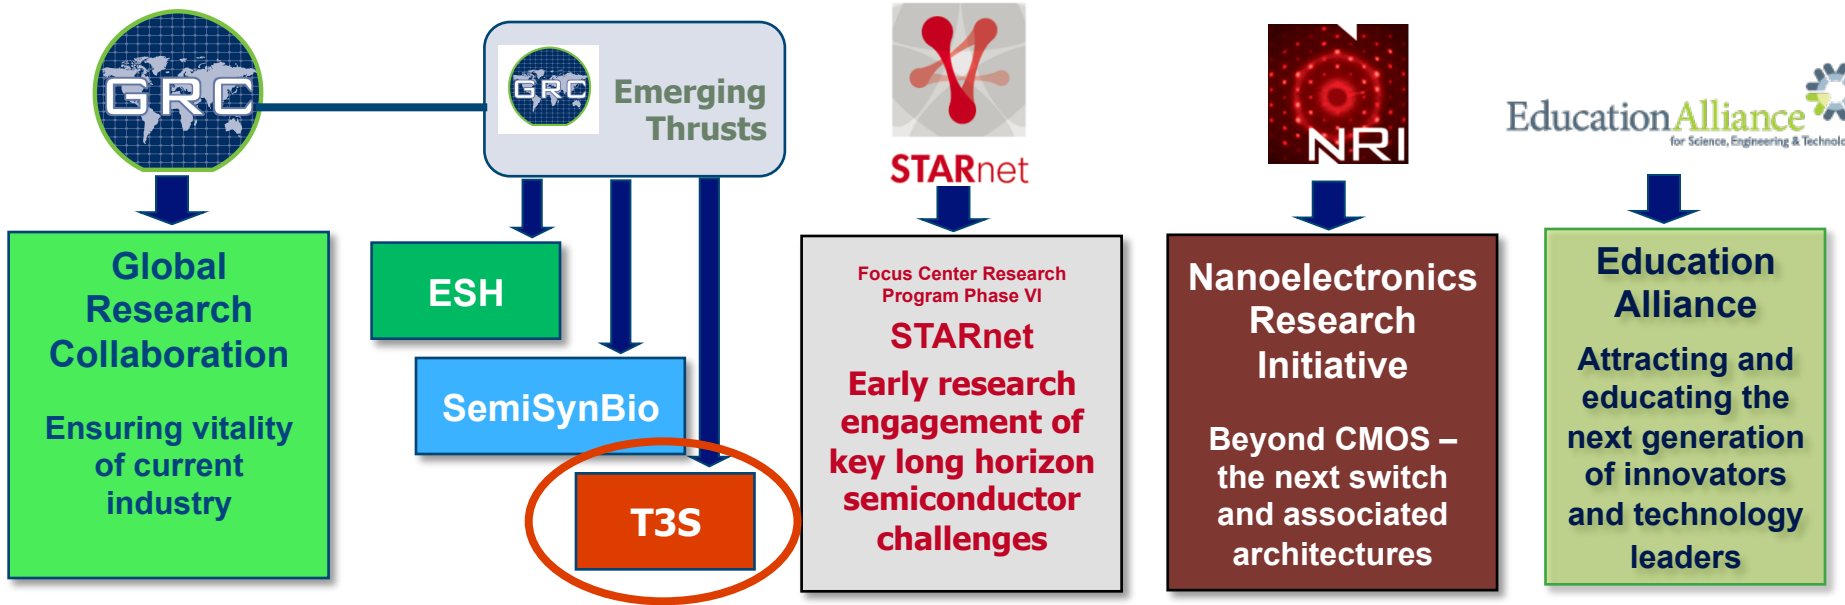 GRC
GRC
Emerging
Thrusts
STARnet
NRI
Education Alliance
for Science, Engineering & Technolo
Global
Research
Collaboration
Ensuring vitality
of current
industry
ESH
SemiSynBio
T3S
Focus Center Research
Program Phase VI
STARnet
Early research
engagement of
key long horizon
semiconductor
challenges
Nanoelectronics
Research
Initiative
Beyond CMOS –
the next switch
and associated
architectures
Education
Alliance
Attracting and
educating the
next generation
of innovators
and technology
leaders